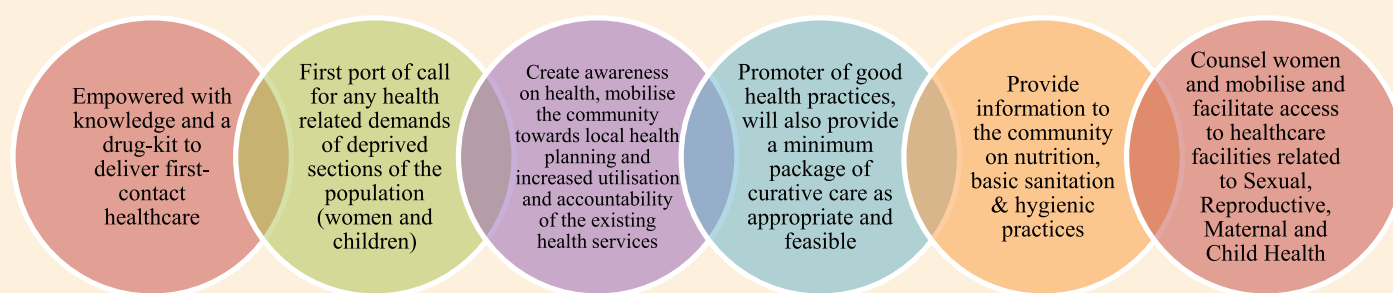 Empowered with
knowledge and a
drug-kit to
deliver first-
contact
healthcare
First port of call
for any health
related demands
of deprived
sections of the
population
(women and
children)
Create awareness
on health, mobilise
the community
towards local health
planning and
increased utilisation
and accountability
of the existing
health services
Promoter of good
health practices,
will also provide
a minimum
package of
curative care as
appropriate and
feasible
Provide
information to
the community
on nutrition,
basic sanitation
& hygienic
practices
Counsel women
and mobilise and
facilitate access
to healthcare
facilities related
to Sexual,
Reproductive,
Maternal and
Child Health